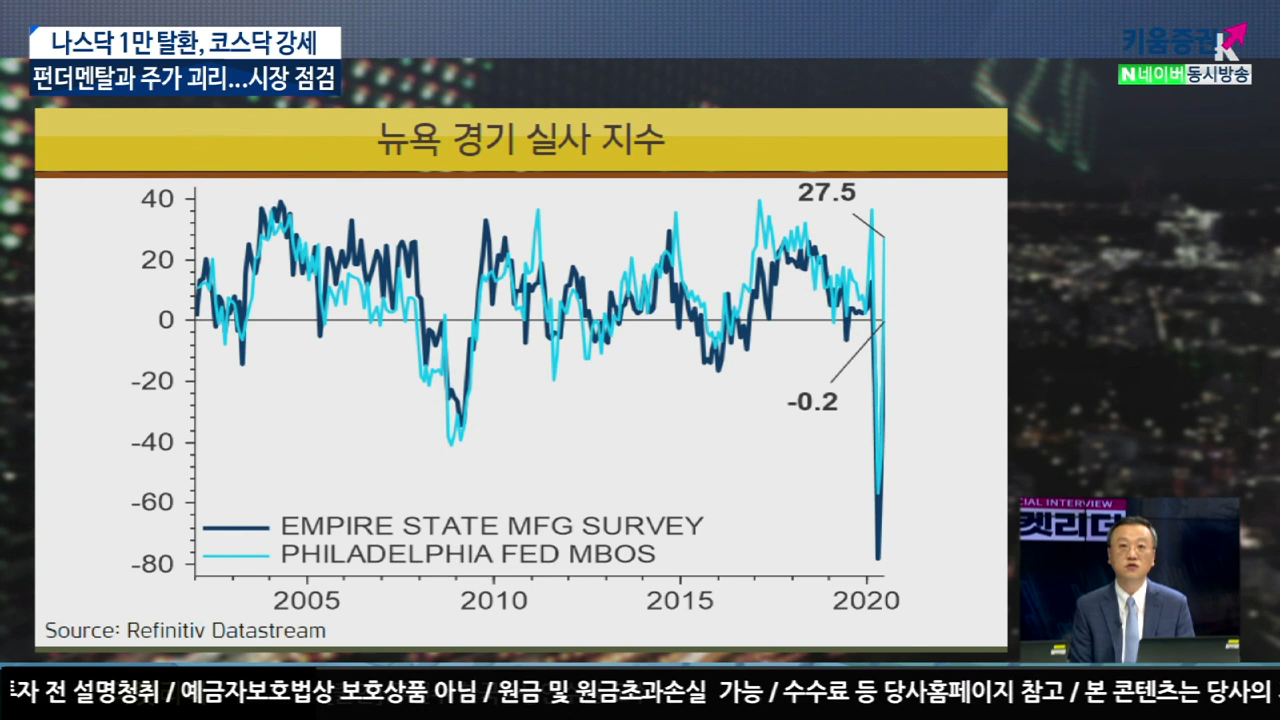 나스닥 1만 탈환, 코스닥 강세
펀더멘탈과 주가 괴리...시장 점검
키움증권
N 네이버 동시방송
뉴욕 경기 실사 지수
27.5
40
20
0
-20
-40
-60
-80
-0.2
EMPIRE STATE MFG SURVEY
PHILADELPHIA FED MBOS
2005 2010 2015 2020
Source: Refinitiv Datastream
CIAL INTERVIEW
켓리더
투자 전 설명청취 / 예금자보호법상 보호상품 아님 / 원금 및 원금초과손실 가능 / 수수료 등 당사홈페이지 참고 / 본 콘텐츠는 당사의